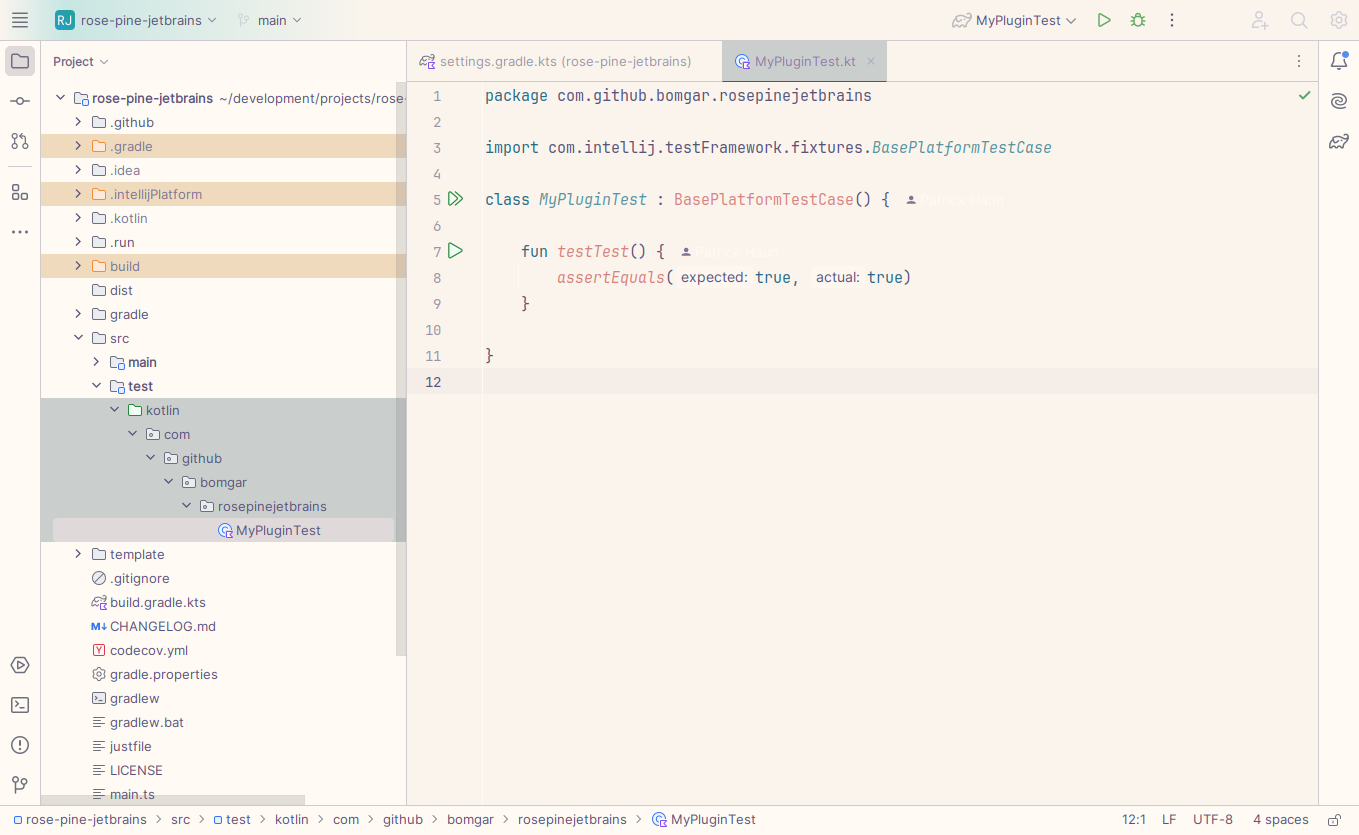 RJ rose-pine-jetbrains main MyPluginTest
Project
settings.gradle.kts (rose-pine-jetbrains) MyPluginTest.kt
rose-pine-jetbrains ~/development/projects/rose-
.github
.gradle
.idea
.intellijPlatform
.kotlin
.run
build
dist
gradle
src
main
test
kotlin
com
github
bomgar
rosepinejetbrains
MyPluginTest
template
.gitignore
build.gradle.kts
M↓ CHANGELOG.md
Y codecov.yml
gradle.properties
gradlew
gradlew.bat
justfile
LICENSE
main.ts
1 package com.github.bomgar.rosepinejetbrains
2
3 import com.intellij.testFramework.fixtures.BasePlatformTestCase
4
5 class MyPluginTest : BasePlatformTestCase() {
6
7 fun testTest() {
8 assertEquals( expected: true, actual: true)
9 }
10
11 }
12
rose-pine-jetbrains > src > test > kotlin > com > github > bomgar > rosepinejetbrains > MyPluginTest 12:1 LF UTF-8 4 spaces